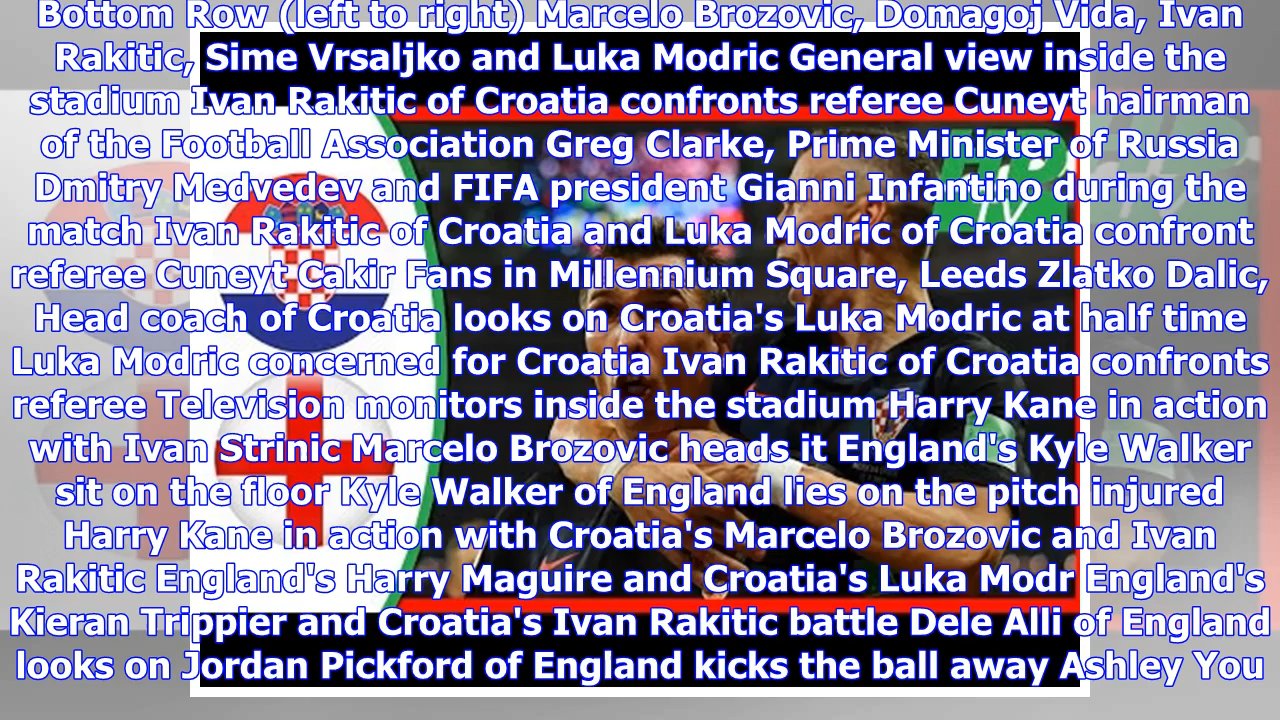 Bottom Row (left to right) Marcelo Brozovic, Domagoj Vida, Ivan
Rakitic, Sime Vrsaljko and Luka Modric General view inside the
stadium Ivan Rakitic of Croatia confronts referee Cuneyt hairman
of the Football Association Greg Clarke, Prime Minister of Russia
Dmitry Medvedev and FIFA president Gianni Infantino during the
match Ivan Rakitic of Croatia and Luka Modric of Croatia confront
referee Cuneyt Cakir Fans in Millennium Square, Leeds Zlatko Dalic,
Head coach of Croatia looks on Croatia's Luka Modric at half time
Luka Modric concerned for Croatia Ivan Rakitic of Croatia confronts
referee Television monitors inside the stadium Harry Kane in action
with Ivan Strinic Marcelo Brozovic heads it England's Kyle Walker
sit on the floor Kyle Walker of England lies on the pitch injured
Harry Kane in action with Croatia's Marcelo Brozovic and Ivan
Rakitic England's Harry Maguire and Croatia's Luka Modr England's
Kieran Trippier and Croatia's Ivan Rakitic battle Dele Alli of England
looks on Jordan Pickford of England kicks the ball away Ashley You